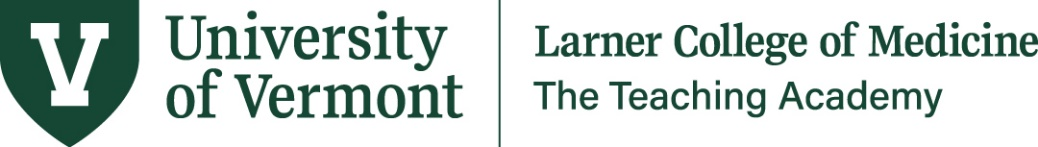 V
University
of Vermont
Larner College of Medicine
The Teaching Academy